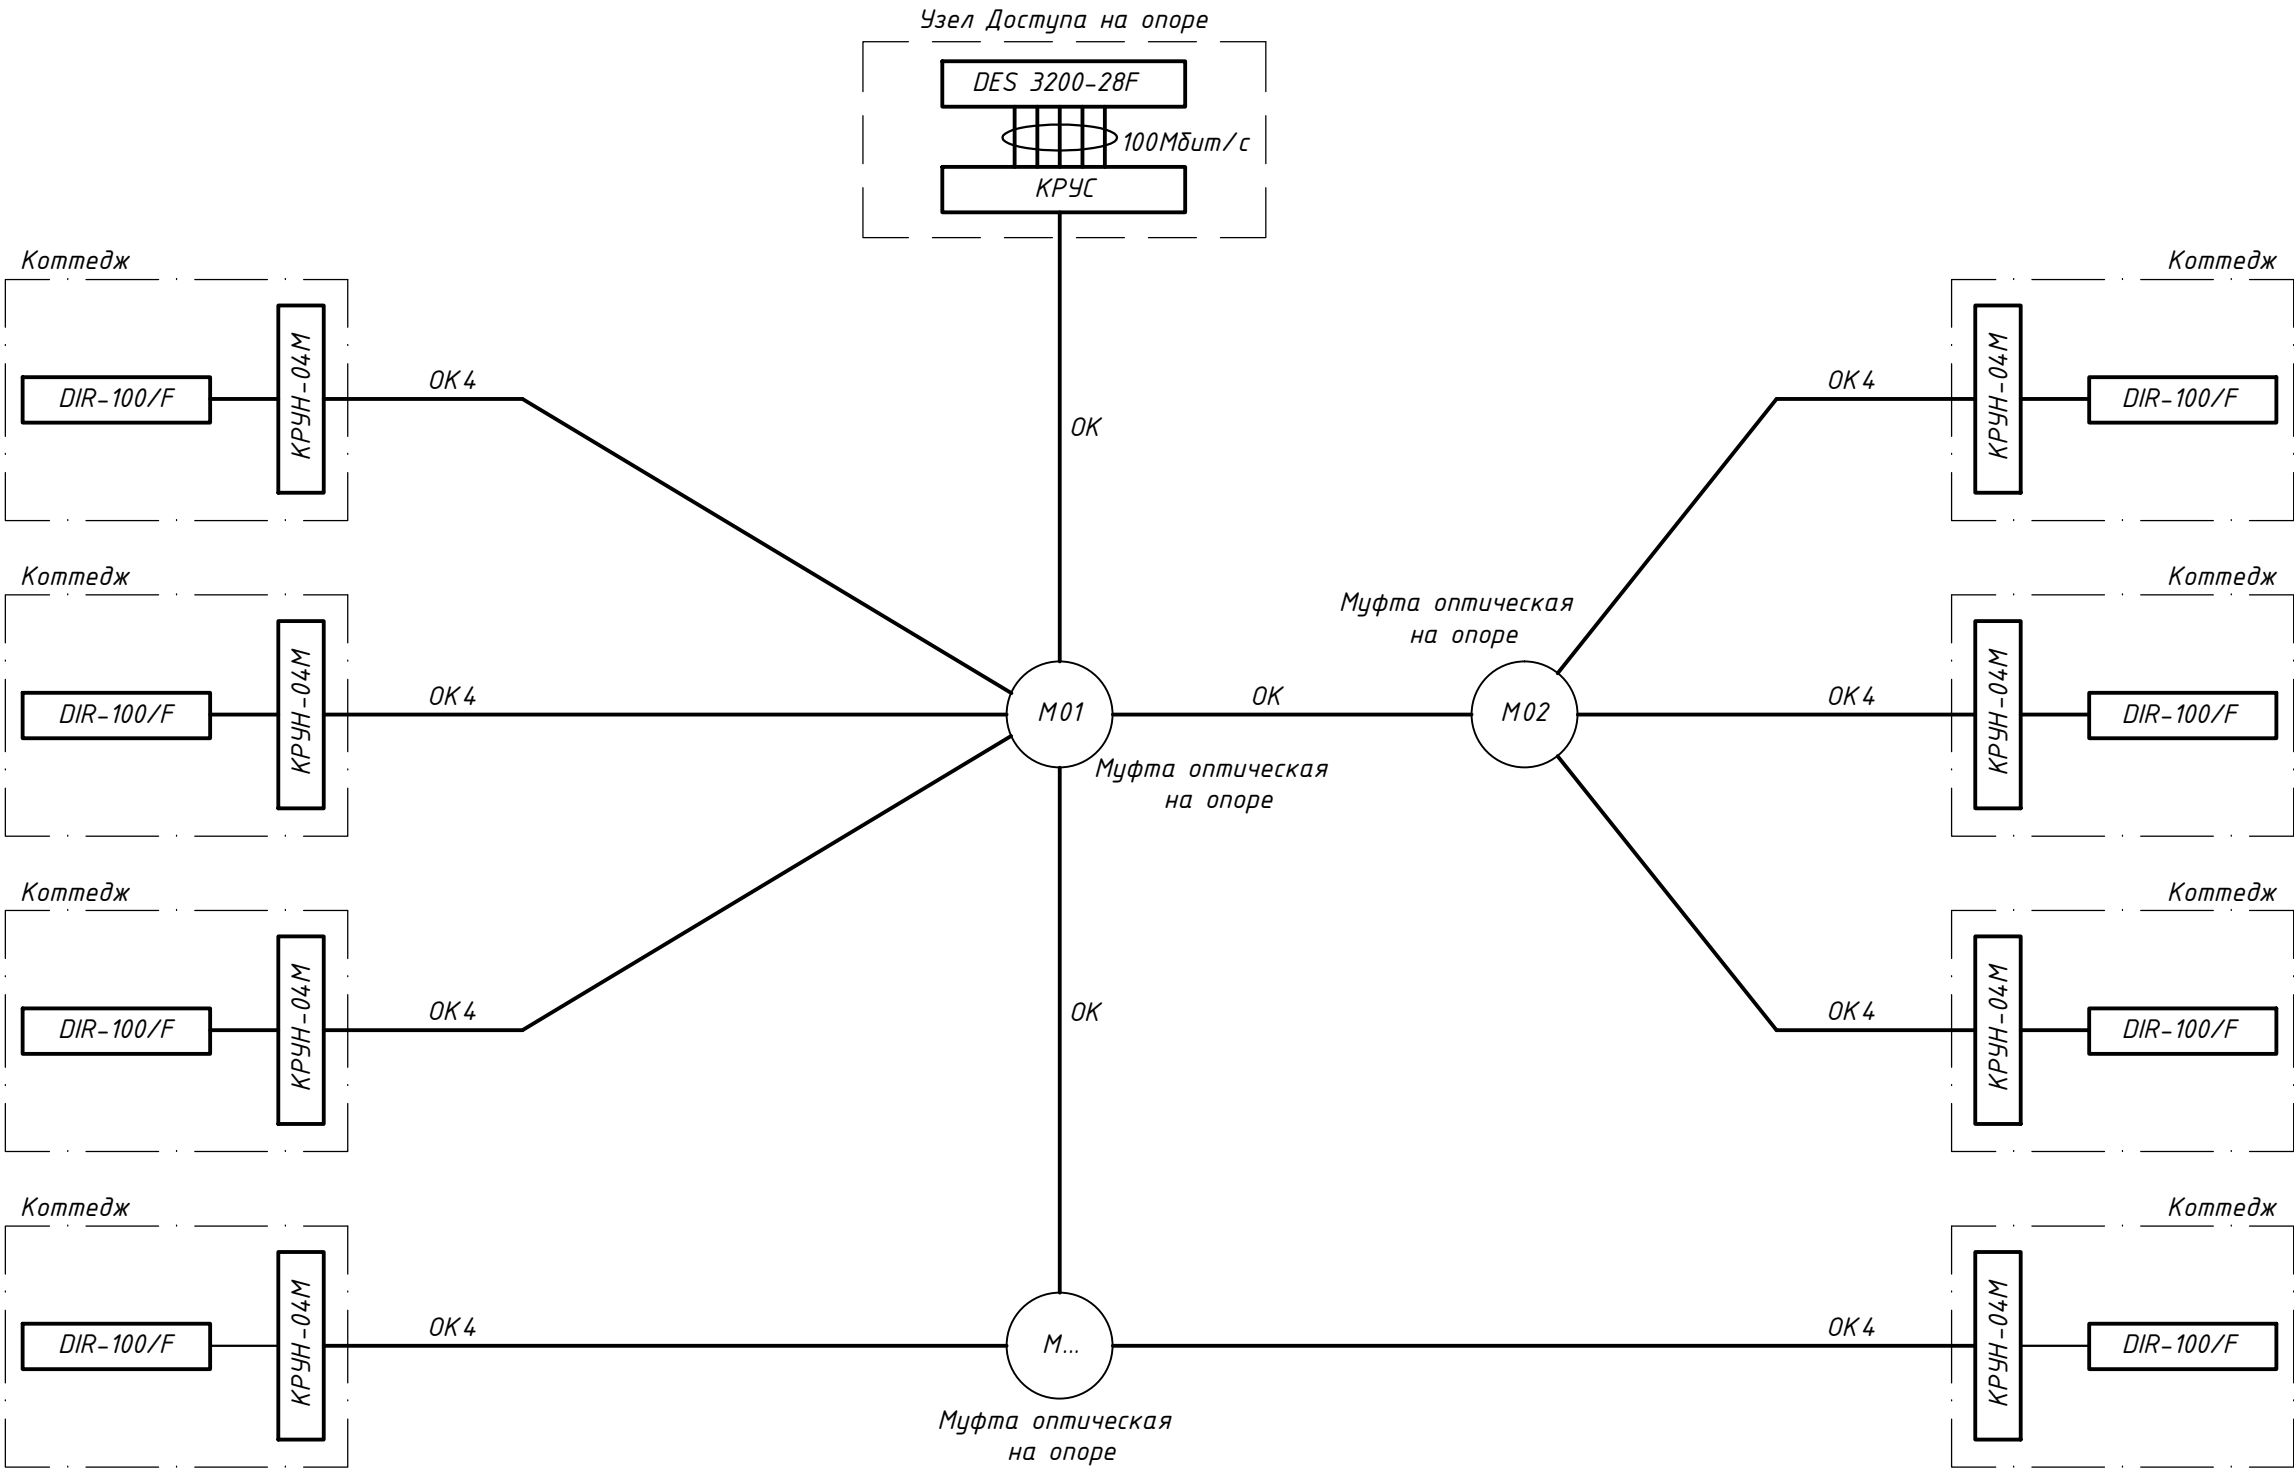 Узел Доступа на опоре
DES 3200-28F
100Мбит/с
КРУС
Коттедж
Коттедж
КРУН-04М
КРУН-04М
DIR-100/F
ОК4
ОК4
DIR-100/F
ОК
Коттедж
Коттедж
Муфта оптическая
на опоре
КРУН-04М
КРУН-04М
DIR-100/F
ОК4
М01
ОК
М02
ОК4
DIR-100/F
Муфта оптическая
на опоре
Коттедж
Коттедж
КРУН-04М
КРУН-04М
DIR-100/F
ОК4
ОК
ОК4
DIR-100/F
Коттедж
Коттедж
КРУН-04М
КРУН-04М
DIR-100/F
ОК4
М...
ОК4
DIR-100/F
Муфта оптическая
на опоре